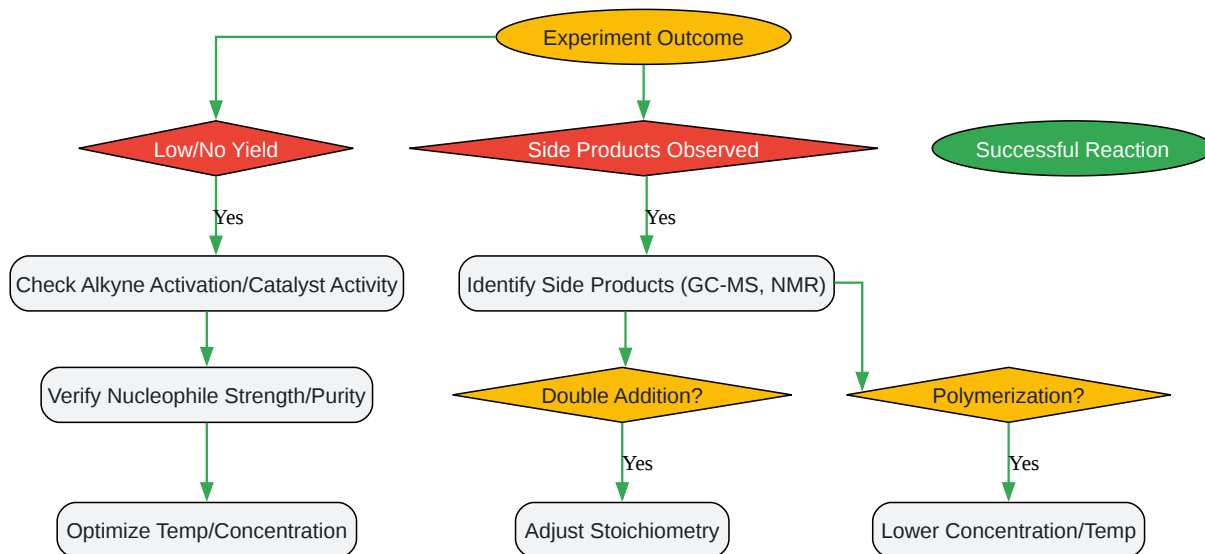 Experiment Outcome
Low/No Yield
Side Products Observed
Successful Reaction
Yes
Yes
Check Alkyne Activation/Catalyst Activity
Identify Side Products (GC-MS, NMR)
Verify Nucleophile Strength/Purity
Double Addition?
Polymerization?
Yes
Yes
Optimize Temp/Concentration
Adjust Stoichiometry
Lower Concentration/Temp